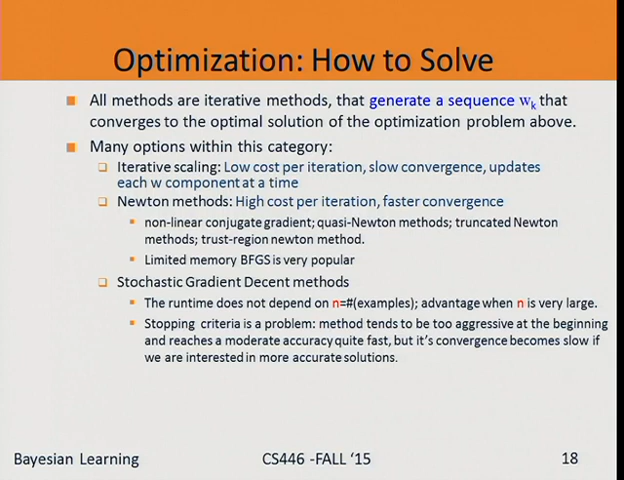 Optimization: How to Solve
All methods are iterative methods, that generate a sequence wk that
converges to the optimal solution of the optimization problem above.
Many options within this category:
Iterative scaling: Low cost per iteration, slow convergence, updates
each w component at a time
Newton methods: High cost per iteration, faster convergence
non-linear conjugate gradient; quasi-Newton methods; truncated Newton
methods; trust-region newton method.
Limited memory BFGS is very popular
Stochastic Gradient Decent methods
The runtime does not depend on n=#(examples); advantage when n is very large.
Stopping criteria is a problem: method tends to be too aggressive at the beginning
and reaches a moderate accuracy quite fast, but it's convergence becomes slow if
we are interested in more accurate solutions.
Bayesian Learning CS446 -FALL '15 18